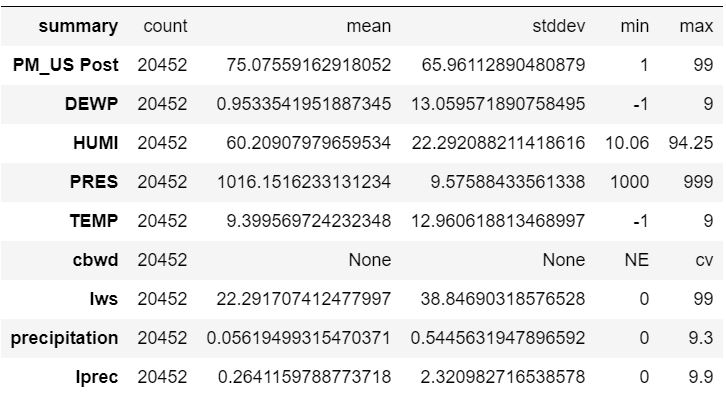 summary count mean stddev min max
PM_US Post 20452 75.07559162918052 65.96112890480879 1 99
DEWP 20452 0.9533541951887345 13.059571890758495 -1 9
HUMI 20452 60.20907979659534 22.292088211418616 10.06 94.25
PRES 20452 1016.1516233131234 9.57588433561338 1000 999
TEMP 20452 9.399569724232348 12.960618813468997 -1 9
cbwd 20452 None None NE cv
Iws 20452 22.291707412477997 38.84690318576528 0 99
precipitation 20452 0.05619499315470371 0.5445631947896592 0 9.3
Iprec 20452 0.2641159788773718 2.320982716538578 0 9.9